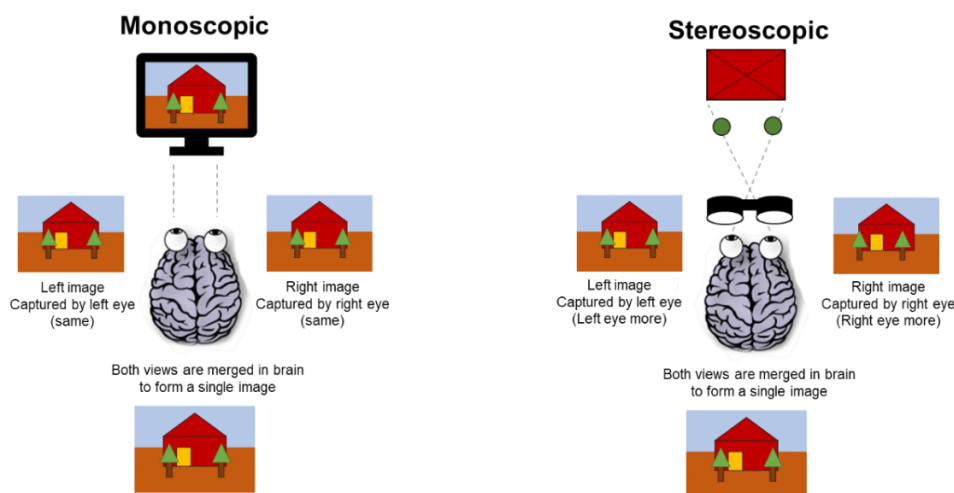 Monoscopic
Left image
Captured by left eye
(same)
Right image
Captured by right eye
(same)
Both views are merged in brain
to form a single image
Stereoscopic
Left image
Captured by left eye
(Left eye more)
Right image
Captured by right eye
(Right eye more)
Both views are merged in brain
to form a single image